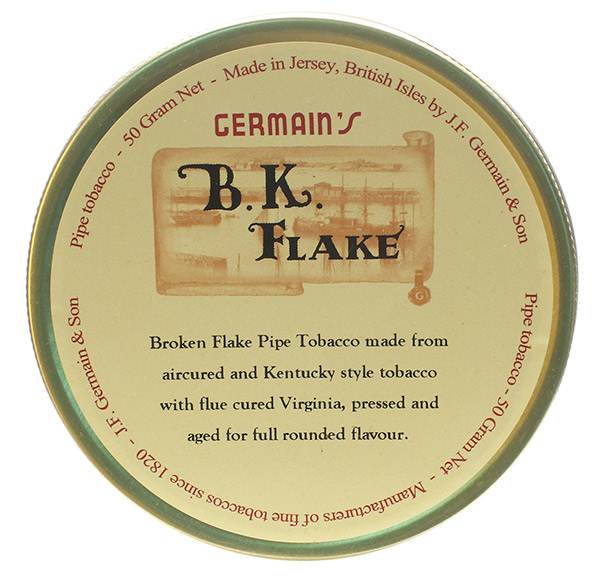 Pipe tobacco - 50 Gram Net - Made in Jersey, British Isles by J.F. Germain & Son
GERMAIN'S
B.K.
FLAKE
G
Broken Flake Pipe Tobacco made from
aircured and Kentucky style tobacco
with flue cured Virginia, pressed and
aged for full rounded flavour.
Pipe tobacco - 50 Gram Net - Manufacturers of fine tobaccos since 1820 - J.F. Germain & Son